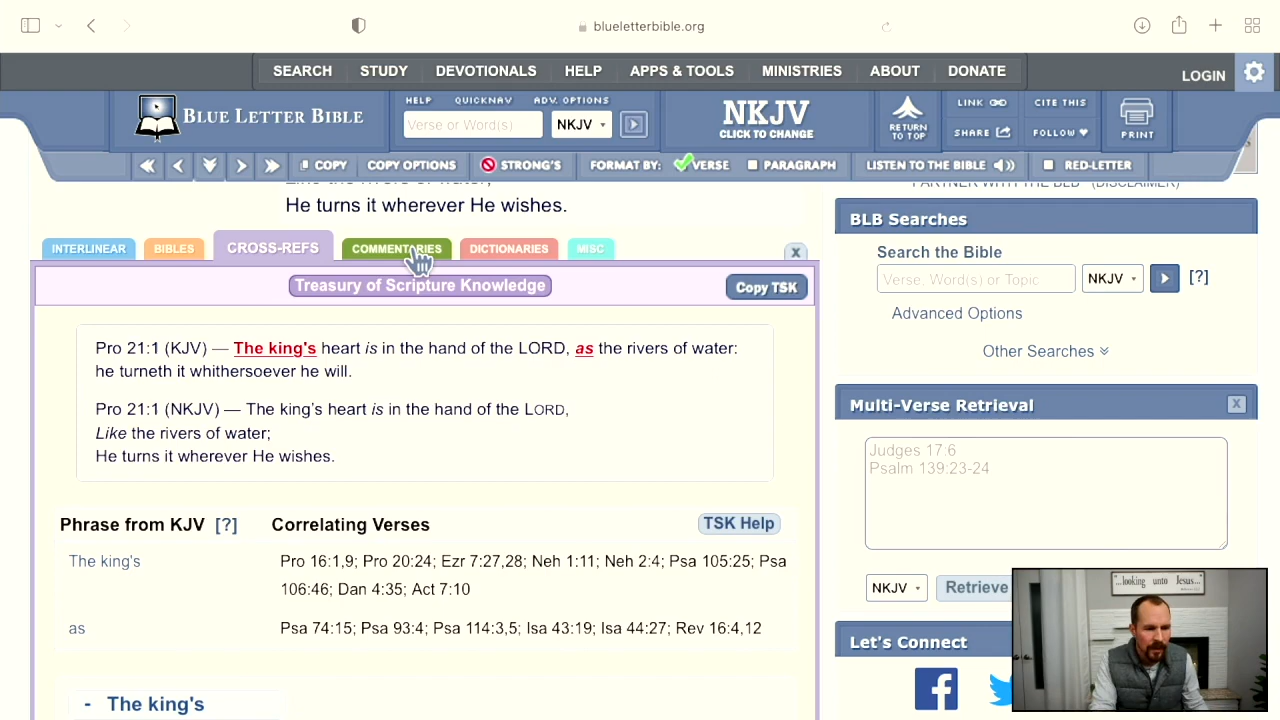 blueletterbible.org
SEARCH STUDY DEVOTIONALS HELP APPS & TOOLS MINISTRIES ABOUT DONATE LOGIN
BLUE LETTER BIBLE
HELP QUICKNAV ADV. OPTIONS
Verse or Word(s) NKJV
NKJV
CLICK TO CHANGE
RETURN
TO TOP
LINK CITE THIS
SHARE FOLLOW
PRINT
COPY COPY OPTIONS STRONG'S FORMAT BY: VERSE PARAGRAPH LISTEN TO THE BIBLE RED-LETTER
Like the rivers of water;
He turns it wherever He wishes.
PARTNER WITH THE BLB (DISCLAIMER)
INTERLINEAR BIBLES CROSS-REFS COMMENTARIES DICTIONARIES MISC X
Treasury of Scripture Knowledge Copy TSK
Pro 21:1 (KJV) — The king's heart is in the hand of the LORD, as the rivers of water:
he turneth it whithersoever he will.
Pro 21:1 (NKJV) — The king's heart is in the hand of the LORD,
Like the rivers of water;
He turns it wherever He wishes.
Phrase from KJV [?] Correlating Verses TSK Help
The king's Pro 16:1,9; Pro 20:24; Ezr 7:27,28; Neh 1:11; Neh 2:4; Psa 105:25; Psa
106:46; Dan 4:35; Act 7:10
as Psa 74:15; Psa 93:4; Psa 114:3,5; Isa 43:19; Isa 44:27; Rev 16:4,12
- The king's
BLB Searches
Search the Bible
Verse, Word(s) or Topic NKJV [?]
Advanced Options
Other Searches
Multi-Verse Retrieval X
Judges 17:6
Psalm 139:23-24
NKJV Retrieve
Let's Connect
...looking unto Jesus...